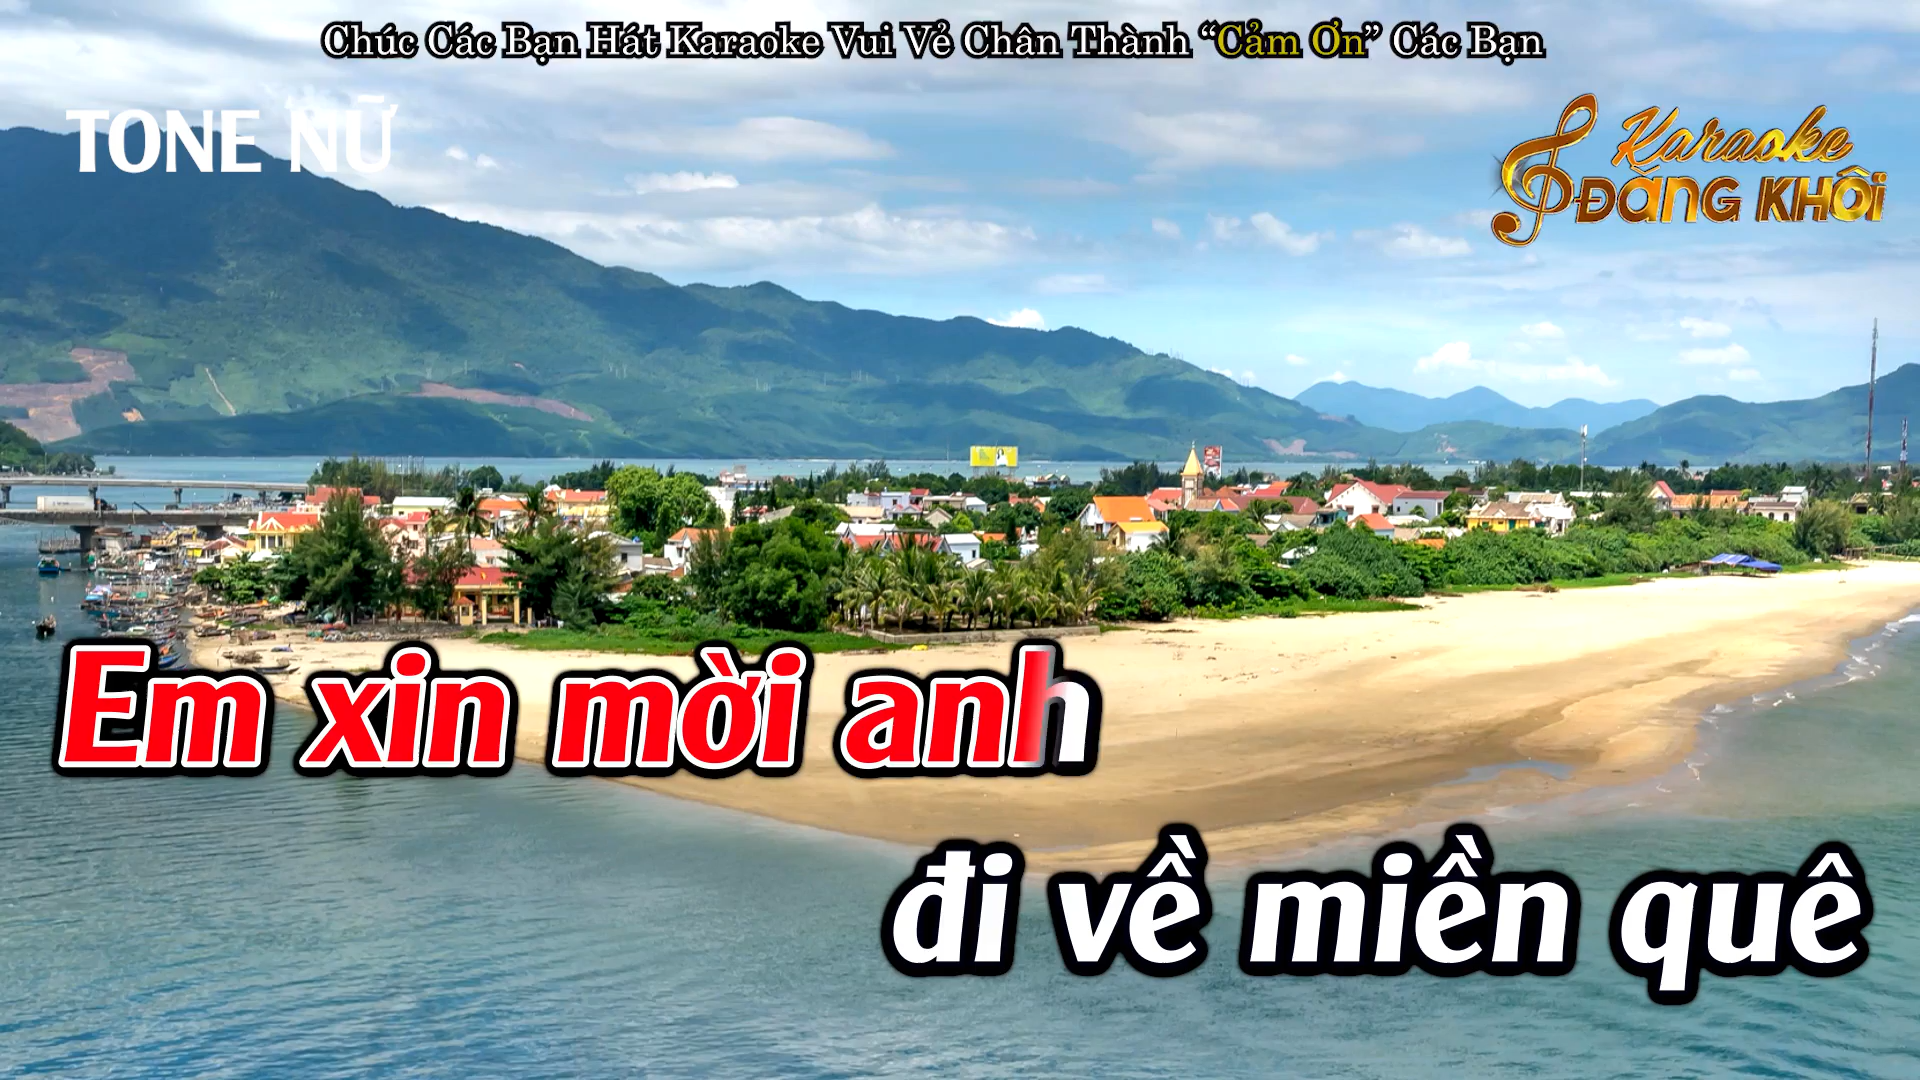 Chúc Các Bạn Hát Karaoke Vui Vẻ Chân Thành “Cảm Ơn” Các Bạn
TONE NỮ
Karaoke
ĐĂNG KHÔI
Em xin mời anh
đi về miền quê